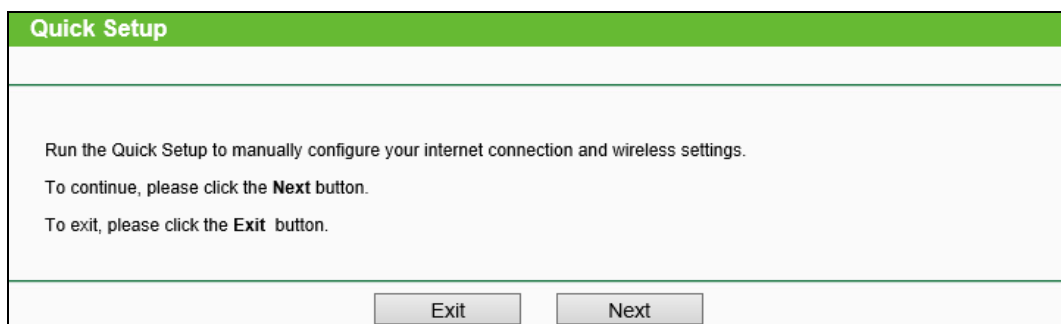 Quick Setup
Run the Quick Setup to manually configure your internet connection and wireless settings.
To continue, please click the Next button.
To exit, please click the Exit button.
Exit Next